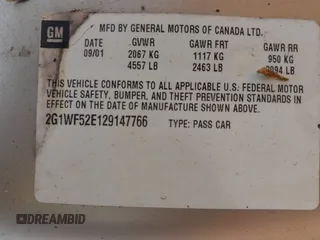 GM
MFD BY GENERAL MOTORS OF CANADA LTD.
DATE GVWR GAWR FRT GAWR RR
09/01 2067 KG 1117 KG 950 KG
4557 LB 2463 LB 2094 LB
THIS VEHICLE CONFORMS TO ALL APPLICABLE U.S. FEDERAL MOTOR
VEHICLE SAFETY, BUMPER, AND THEFT PREVENTION STANDARDS IN
EFFECT ON THE DATE OF MANUFACTURE SHOWN ABOVE.
2G1WF52E129147766 TYPE: PASS CAR
DREAMBID